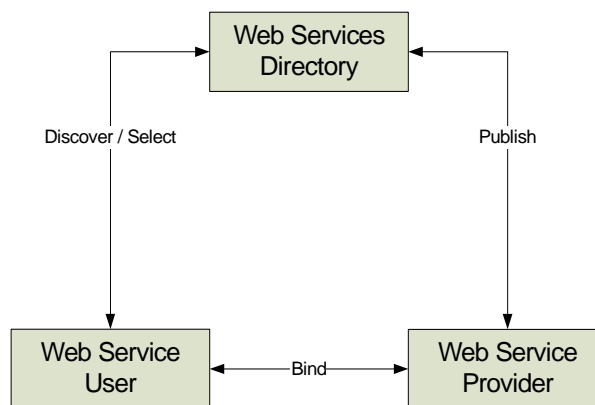 Web Services
Directory
Discover / Select
Publish
Web Service
User
Bind
Web Service
Provider